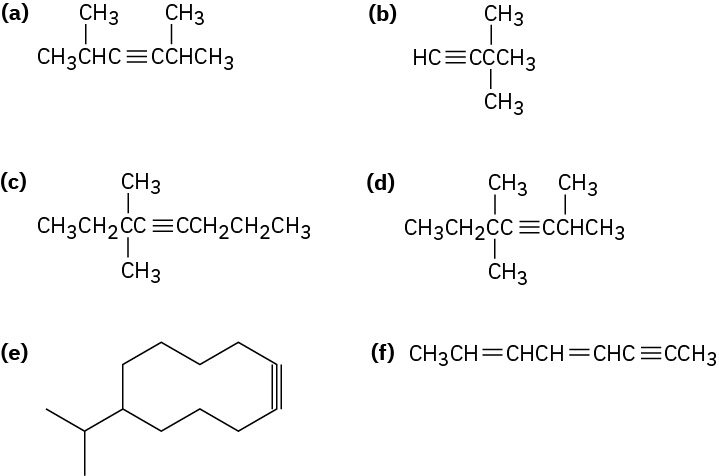 (a) CH₃ CH₃
CH₃CHC≡CCHCH₃
(b) CH₃
HC≡CCCH₃
CH₃
(c) CH₃
CH₃CH₂CC≡CCH₂CH₂CH₃
CH₃
(d) CH₃ CH₃
CH₃CH₂CC≡CCHCH₃
CH₃
(e)
(f) CH₃CH=CHCH=CHC≡CCH₃